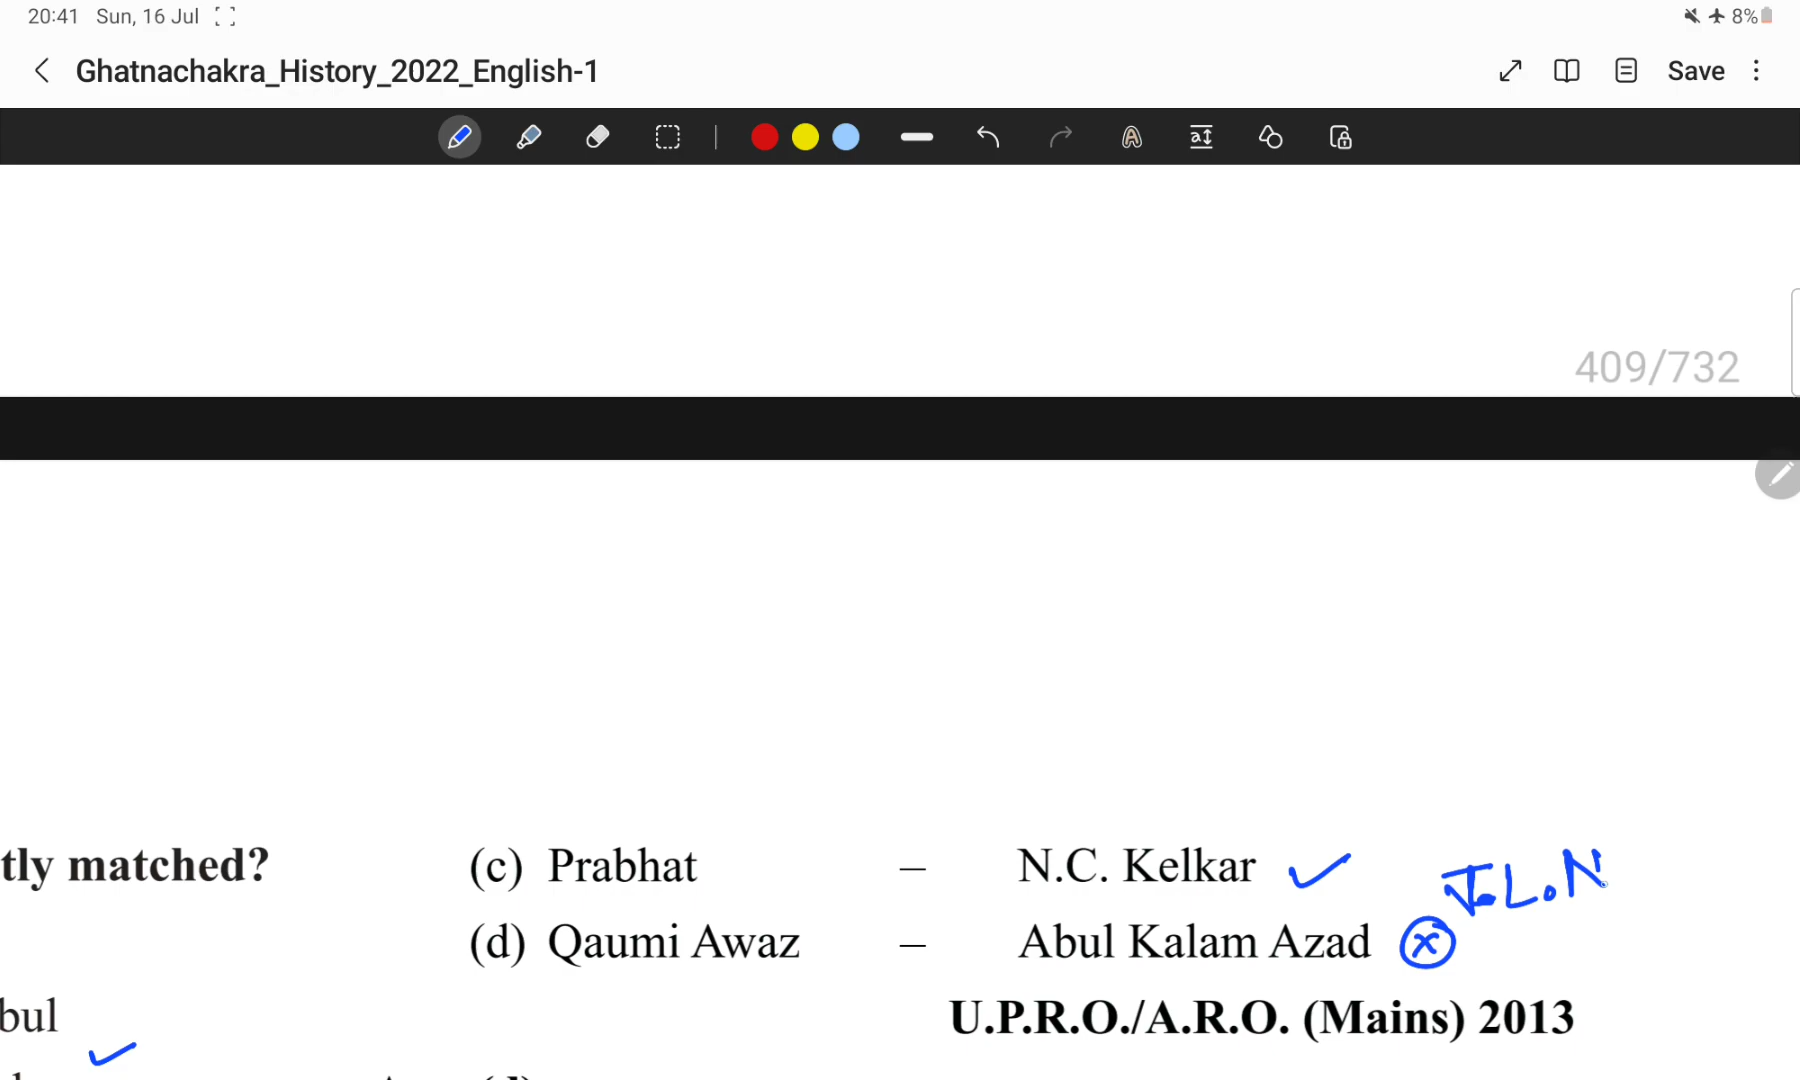 20:41 Sun, 16 Jul 8%
Ghatnachakra_History_2022_English-1 Save
409/732
tly matched? (c) Prabhat – N.C. Kelkar
J.L.N
(d) Qaumi Awaz – Abul Kalam Azad
bul U.P.R.O./A.R.O. (Mains) 2013